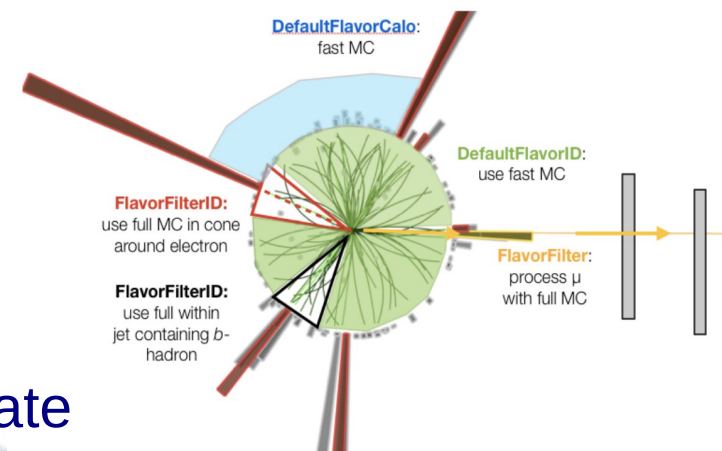 DefaultFlavorCalo:
fast MC
DefaultFlavorID:
use fast MC
FlavorFilterID:
use full MC in cone
around electron
FlavorFilter:
process μ
with full MC
FlavorFilterID:
use full within
jet containing b-
hadron
ate